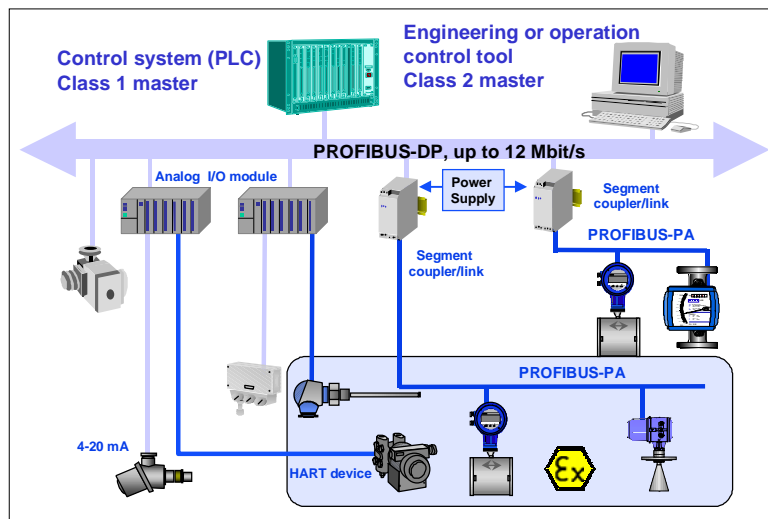 Control system (PLC)
Class 1 master
Engineering or operation
control tool
Class 2 master
PROFIBUS-DP, up to 12 Mbit/s
Analog I/O module
Power
Supply
Segment
coupler/link
Segment
coupler/link
PROFIBUS-PA
PROFIBUS-PA
4-20 mA
HART device
Ex